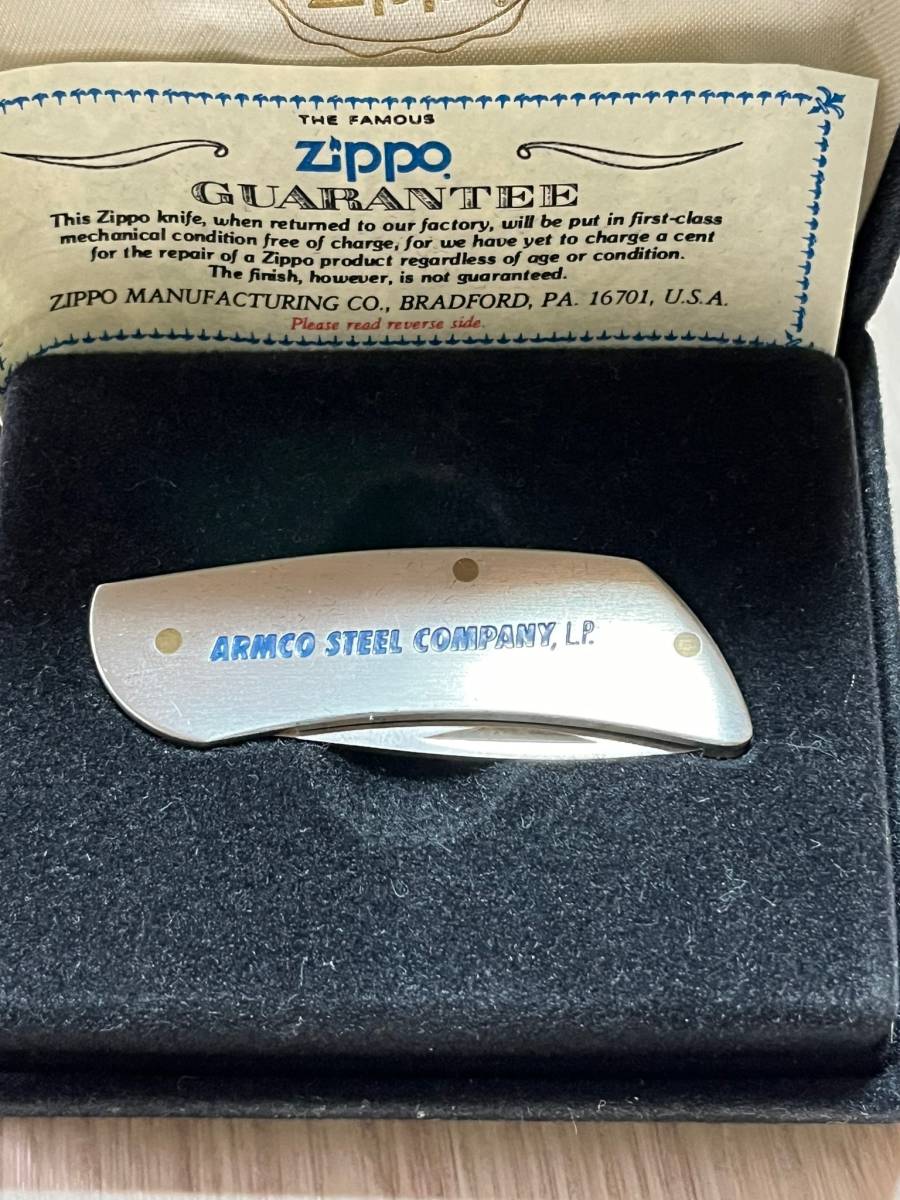 Zippo
THE FAMOUS
Zippo
GUARANTEE
This Zippo knife, when returned to our factory, will be put in first-class
mechanical condition free of charge, for we have yet to charge a cent
for the repair of a Zippo product regardless of age or condition.
The finish, however, is not guaranteed.
ZIPPO MANUFACTURING CO., BRADFORD, PA. 16701, U.S.A.
Please read reverse side.
ARMCO STEEL COMPANY, L.P.